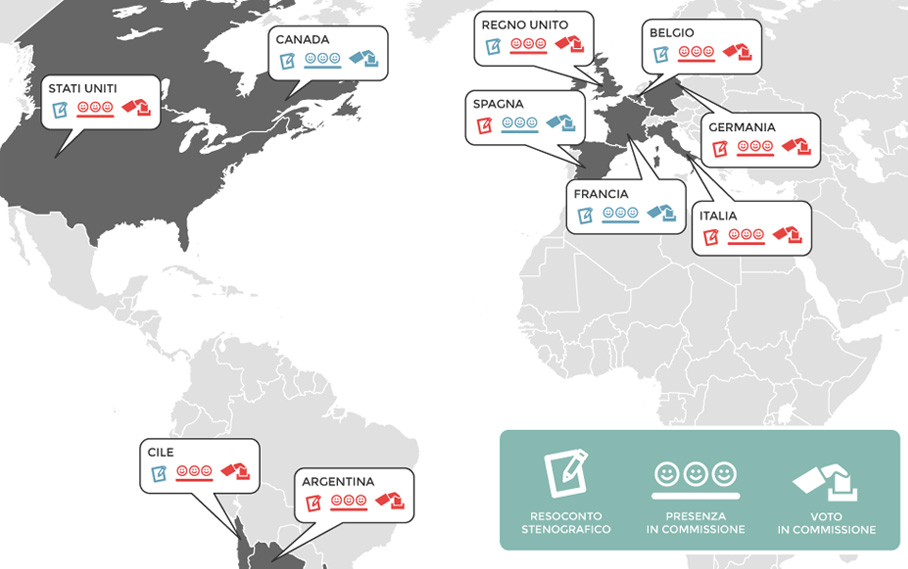 REGNO UNITO
BELGIO
CANADA
STATI UNITI
SPAGNA
GERMANIA
FRANCIA
ITALIA
CILE
ARGENTINA
RESOCONTO
STENOGRAFICO
PRESENZA
IN COMMISSIONE
VOTO
IN COMMISSIONE